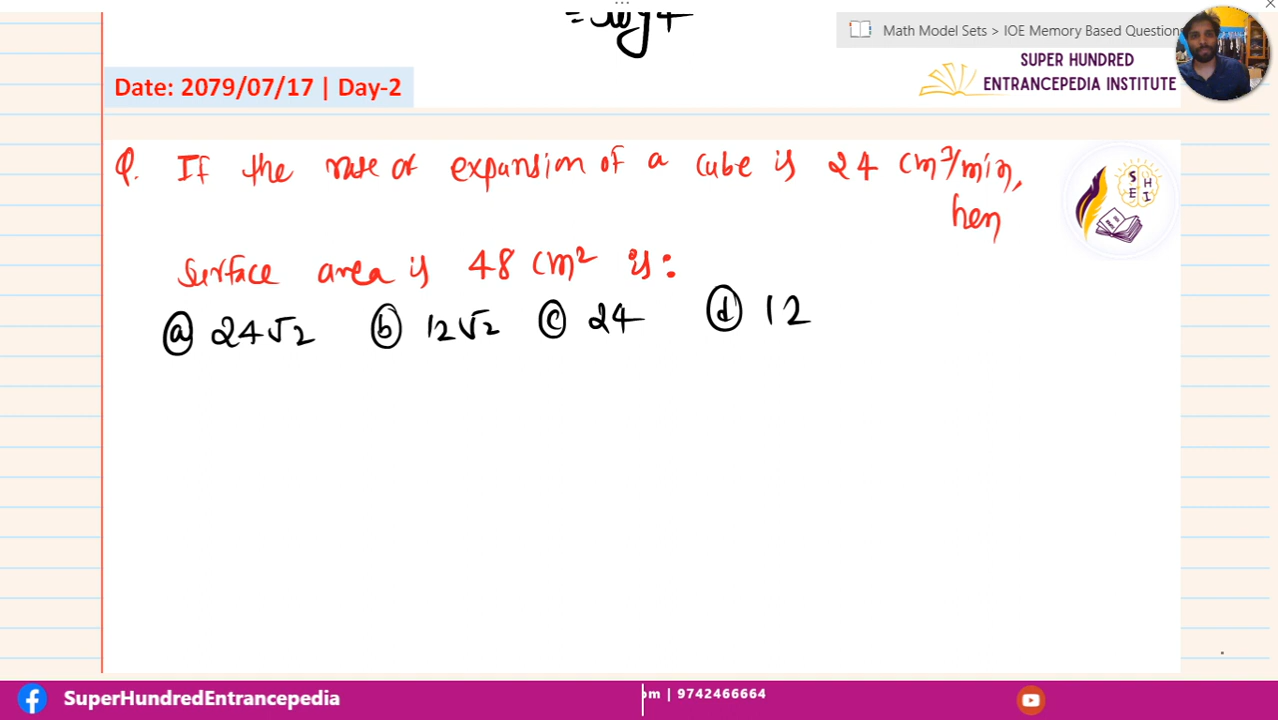 Math Model Sets > IOE Memory Based Question
SUPER HUNDRED
ENTRANCEPEDIA INSTITUTE
Date: 2079/07/17 | Day-2
Q. If the rate of expansion of a cube is 24 cm³/min,
hen
Surface area is 48 cm² is:
ⓐ 24√2 ⓑ 12√2 ⓒ 24 ⓓ 12
S H
E I
SuperHundredEntrancepedia
om | 9742466664